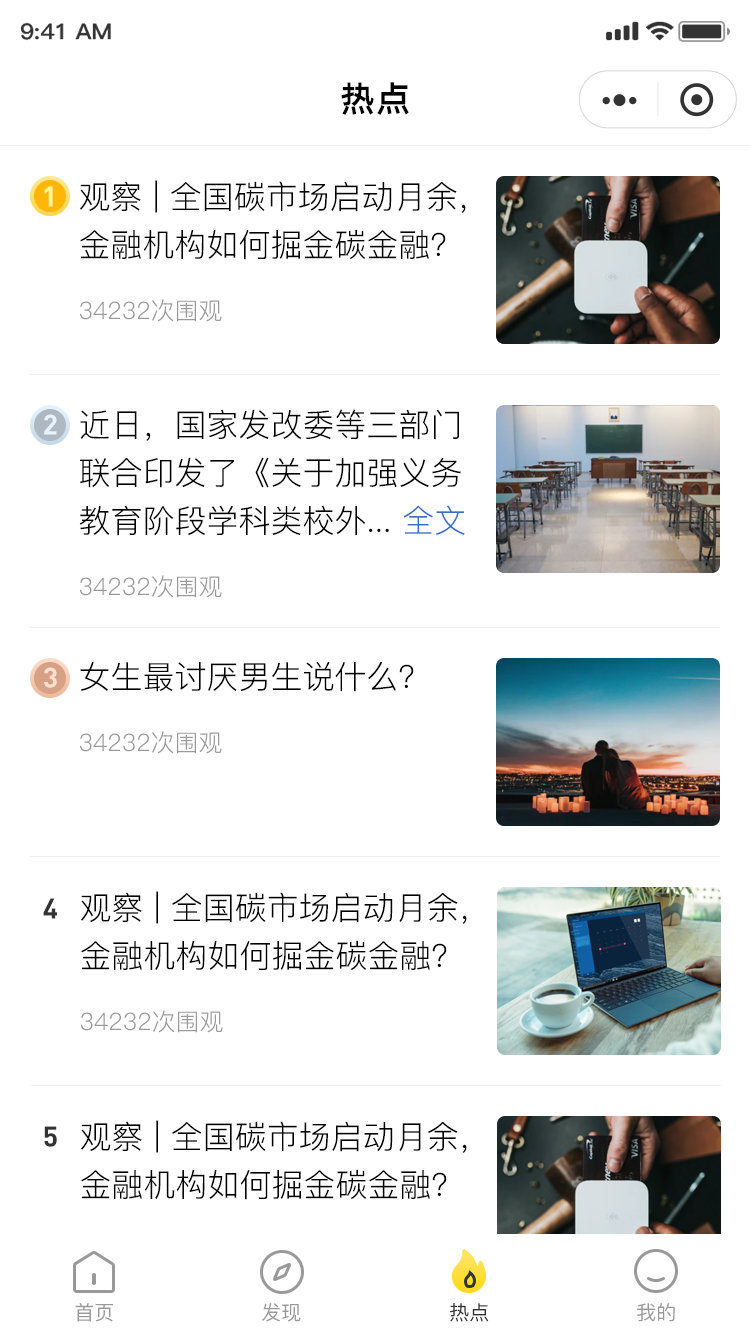 9:41 AM
热点
1
观察 | 全国碳市场启动月余，
金融机构如何掘金碳金融？
34232次围观
2
近日，国家发改委等三部门
联合印发了《关于加强义务
教育阶段学科类校外... 全文
34232次围观
3
女生最讨厌男生说什么？
34232次围观
4
观察 | 全国碳市场启动月余，
金融机构如何掘金碳金融？
34232次围观
5
观察 | 全国碳市场启动月余，
金融机构如何掘金碳金融？
VISA
VISA
首页
发现
热点
我的